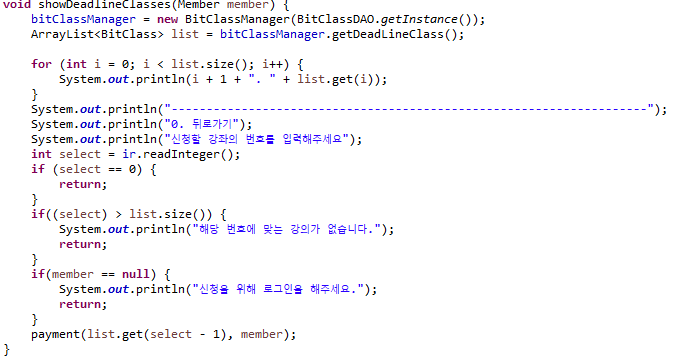 void showDeadlineClasses(Member member) {
bitClassManager = new BitClassManager(BitClassDAO.getInstance());
ArrayList<BitClass> list = bitClassManager.getDeadLineClass();
for (int i = 0; i < list.size(); i++) {
System.out.println(i + 1 + ". " + list.get(i));
}
System.out.println("----------------------------------------------------------------------");
System.out.println("0. 뒤로가기");
System.out.println("신청할 강좌의 번호를 입력해주세요");
int select = ir.readInteger();
if (select == 0) {
return;
}
if((select) > list.size()) {
System.out.println("해당 번호에 맞는 강의가 없습니다.");
return;
}
if(member == null) {
System.out.println("신청을 위해 로그인을 해주세요.");
return;
}
payment(list.get(select - 1), member);
}